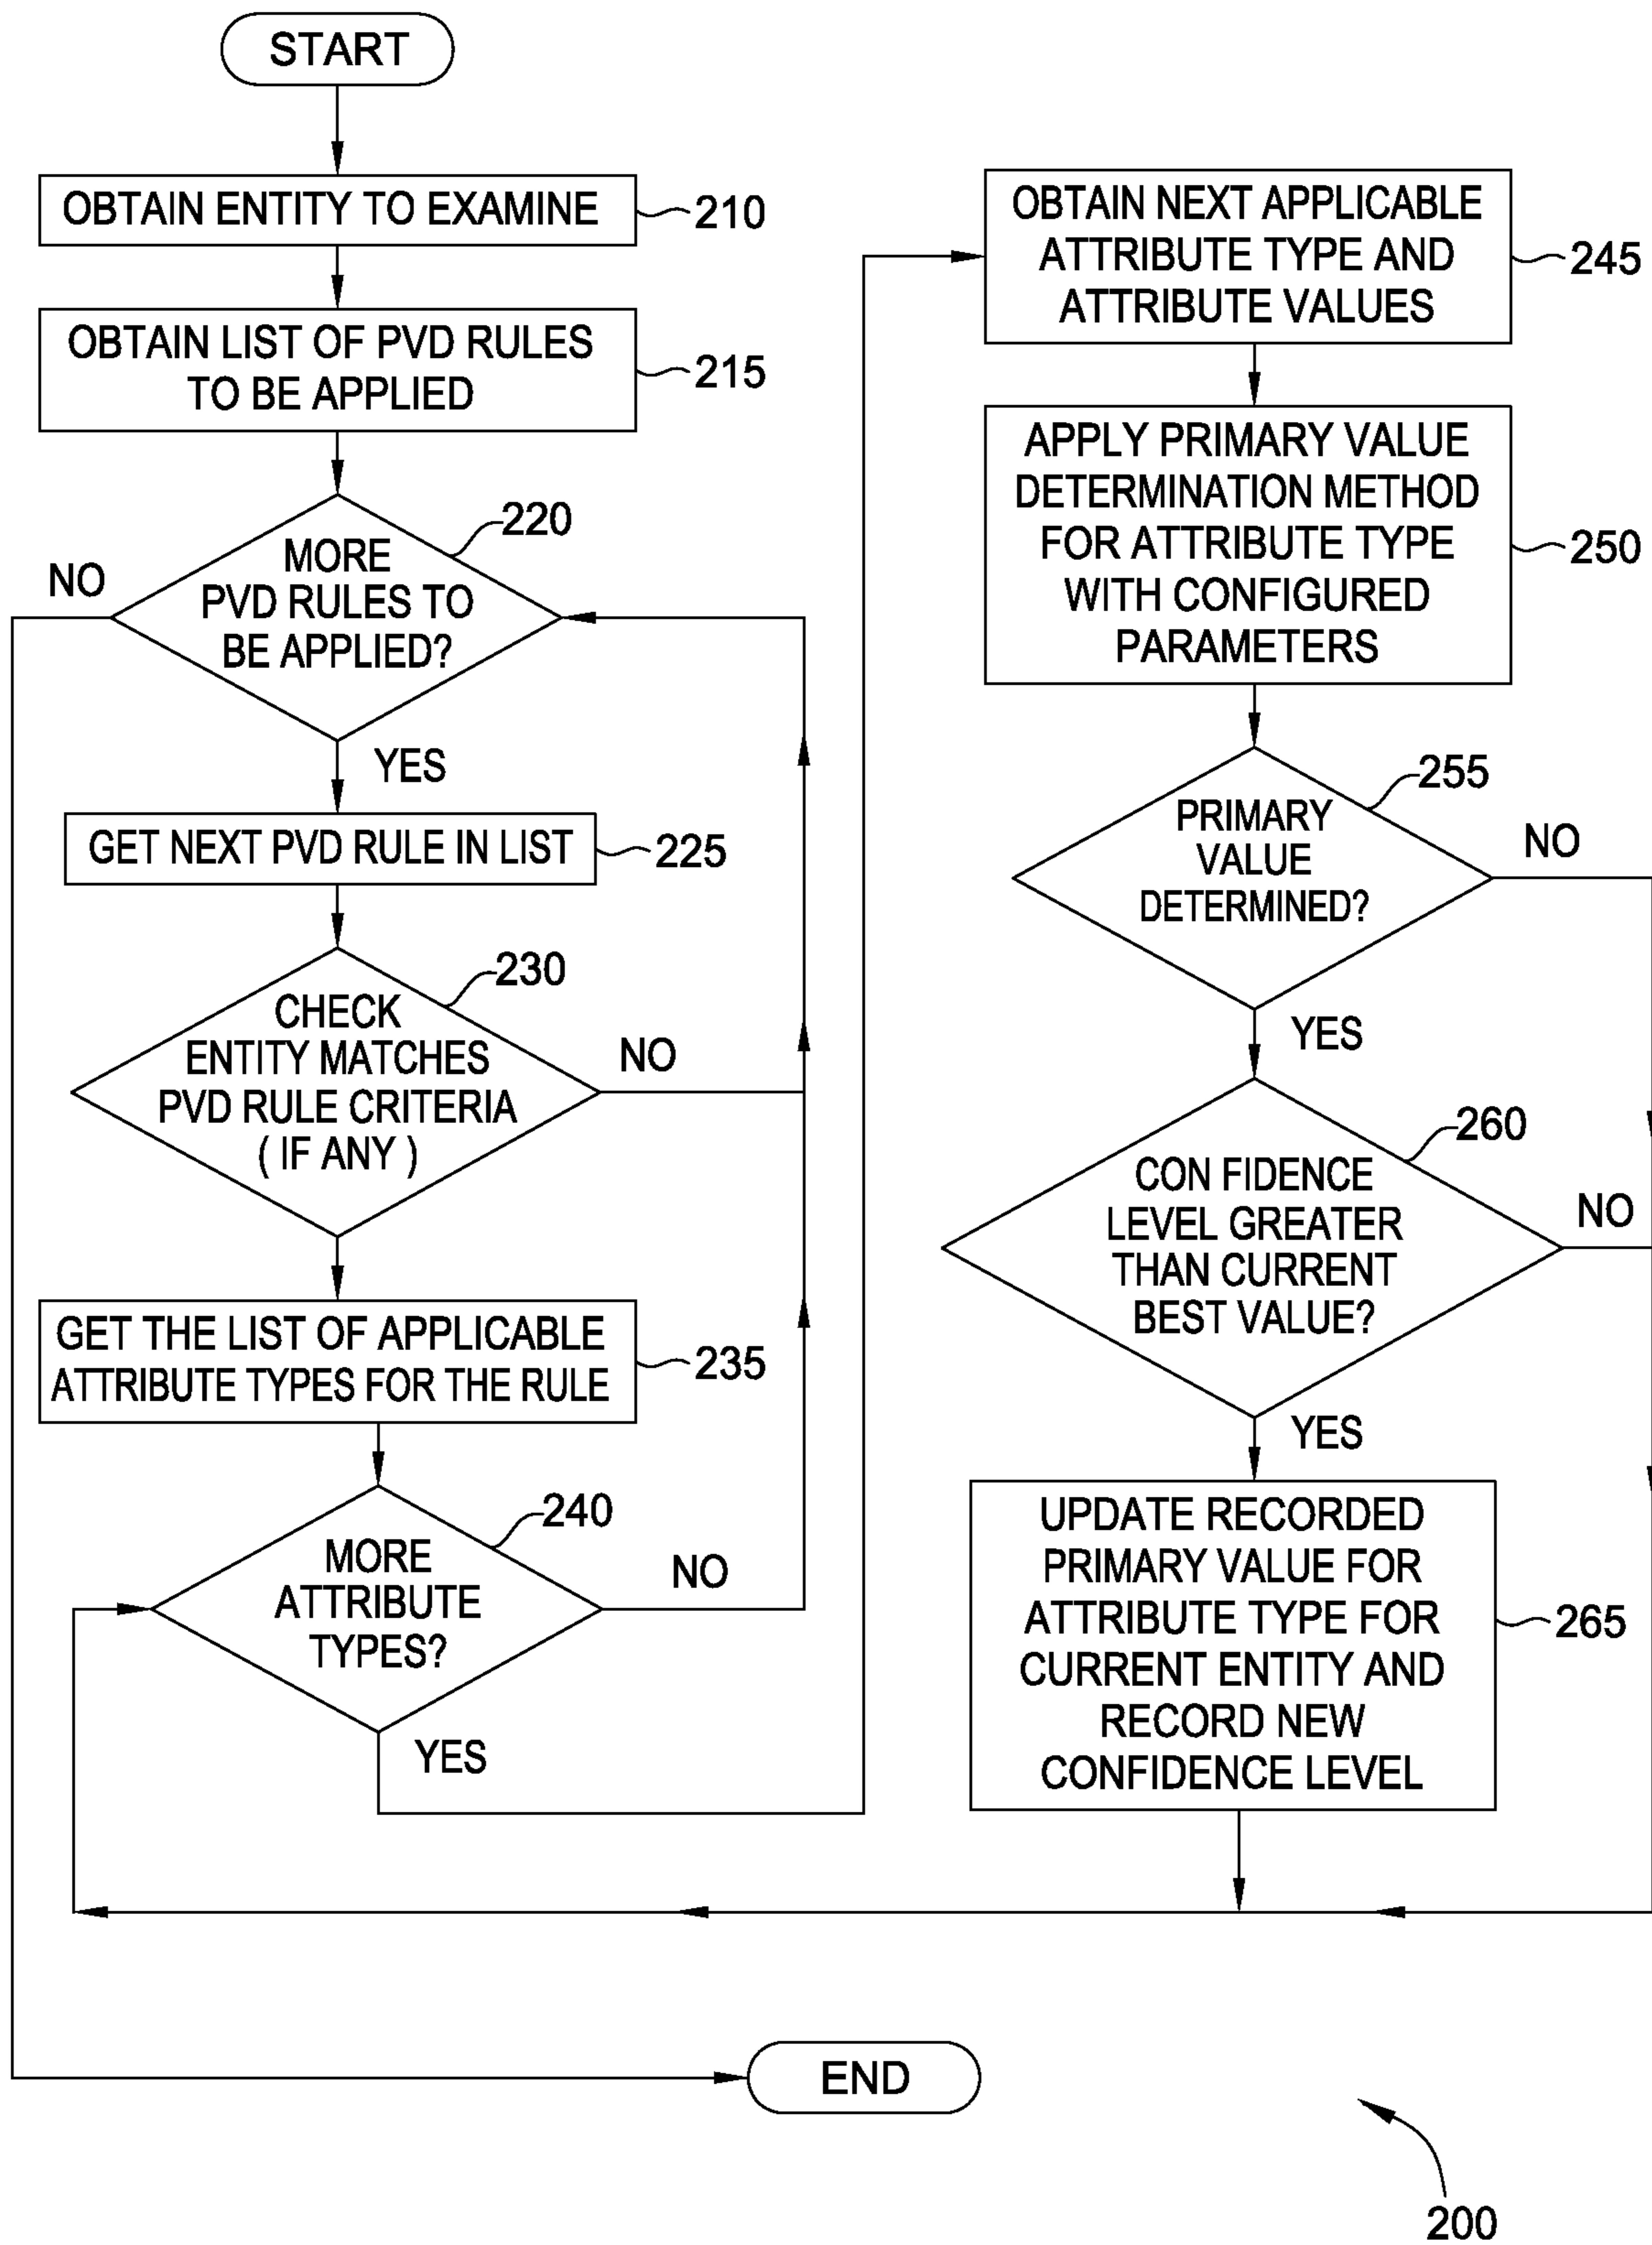 START
OBTAIN ENTITY TO EXAMINE
210
OBTAIN LIST OF PVD RULES
TO BE APPLIED
215
220
MORE
PVD RULES TO
BE APPLIED?
NO
YES
GET NEXT PVD RULE IN LIST
225
230
CHECK
ENTITY MATCHES
PVD RULE CRITERIA
( IF ANY )
NO
GET THE LIST OF APPLICABLE
ATTRIBUTE TYPES FOR THE RULE
235
240
MORE
ATTRIBUTE
TYPES?
NO
YES
OBTAIN NEXT APPLICABLE
ATTRIBUTE TYPE AND
ATTRIBUTE VALUES
245
APPLY PRIMARY VALUE
DETERMINATION METHOD
FOR ATTRIBUTE TYPE
WITH CONFIGURED
PARAMETERS
250
255
PRIMARY
VALUE
DETERMINED?
NO
YES
260
CON FIDENCE
LEVEL GREATER
THAN CURRENT
BEST VALUE?
NO
YES
UPDATE RECORDED
PRIMARY VALUE FOR
ATTRIBUTE TYPE FOR
CURRENT ENTITY AND
RECORD NEW
CONFIDENCE LEVEL
265
END
200